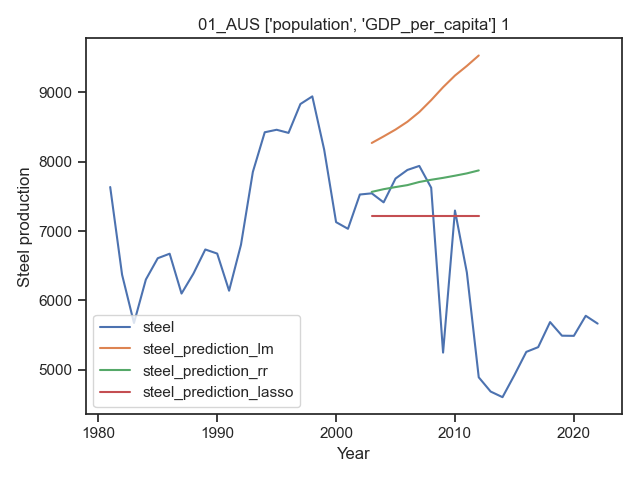 01_AUS ['population', 'GDP_per_capita'] 1
Steel production
9000
8000
7000
6000
5000
steel
steel_prediction_lm
steel_prediction_rr
steel_prediction_lasso
1980
1990
2000
2010
2020
Year